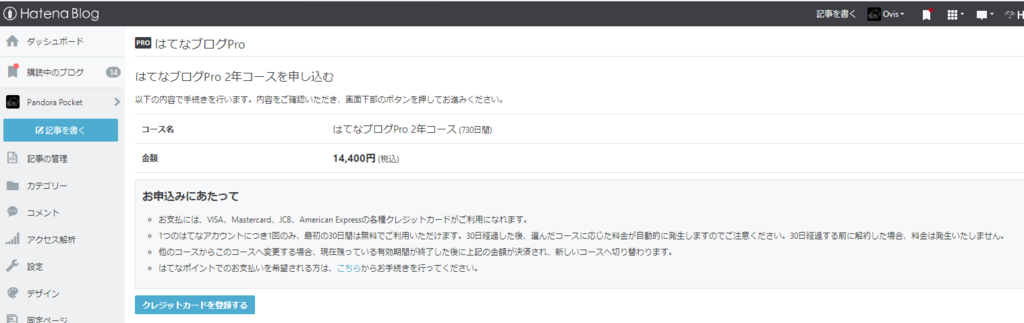 Hatena Blog
記事を書く
Ovis
ダッシュボード
購読中のブログ 14
Pandora Pocket
記事を書く
記事の管理
カテゴリー
コメント
アクセス解析
設定
デザイン
固定ページ
PRO はてなブログPro
はてなブログPro 2年コースを申し込む
以下の内容で手続きを行います。内容をご確認いただき、画面下部のボタンを押してお進みください。
コース名 はてなブログPro 2年コース (730日間)
金額 14,400円 (税込)
お申込みにあたって
お支払には、VISA、Mastercard、JCB、American Expressの各種クレジットカードがご利用になれます。
1つのはてなアカウントにつき1回のみ、最初の30日間は無料でご利用いただけます。30日経過した後、選んだコースに応じた料金が自動的に発生しますのでご注意ください。30日経過する前に解約した場合、料金は発生いたしません。
他のコースからこのコースへ変更する場合、現在残っている有効期間が終了した後に上記の金額が決済され、新しいコースへ切り替わります。
はてなポイントでのお支払いを希望される方は、こちらからお手続きを行ってください。
クレジットカードを登録する